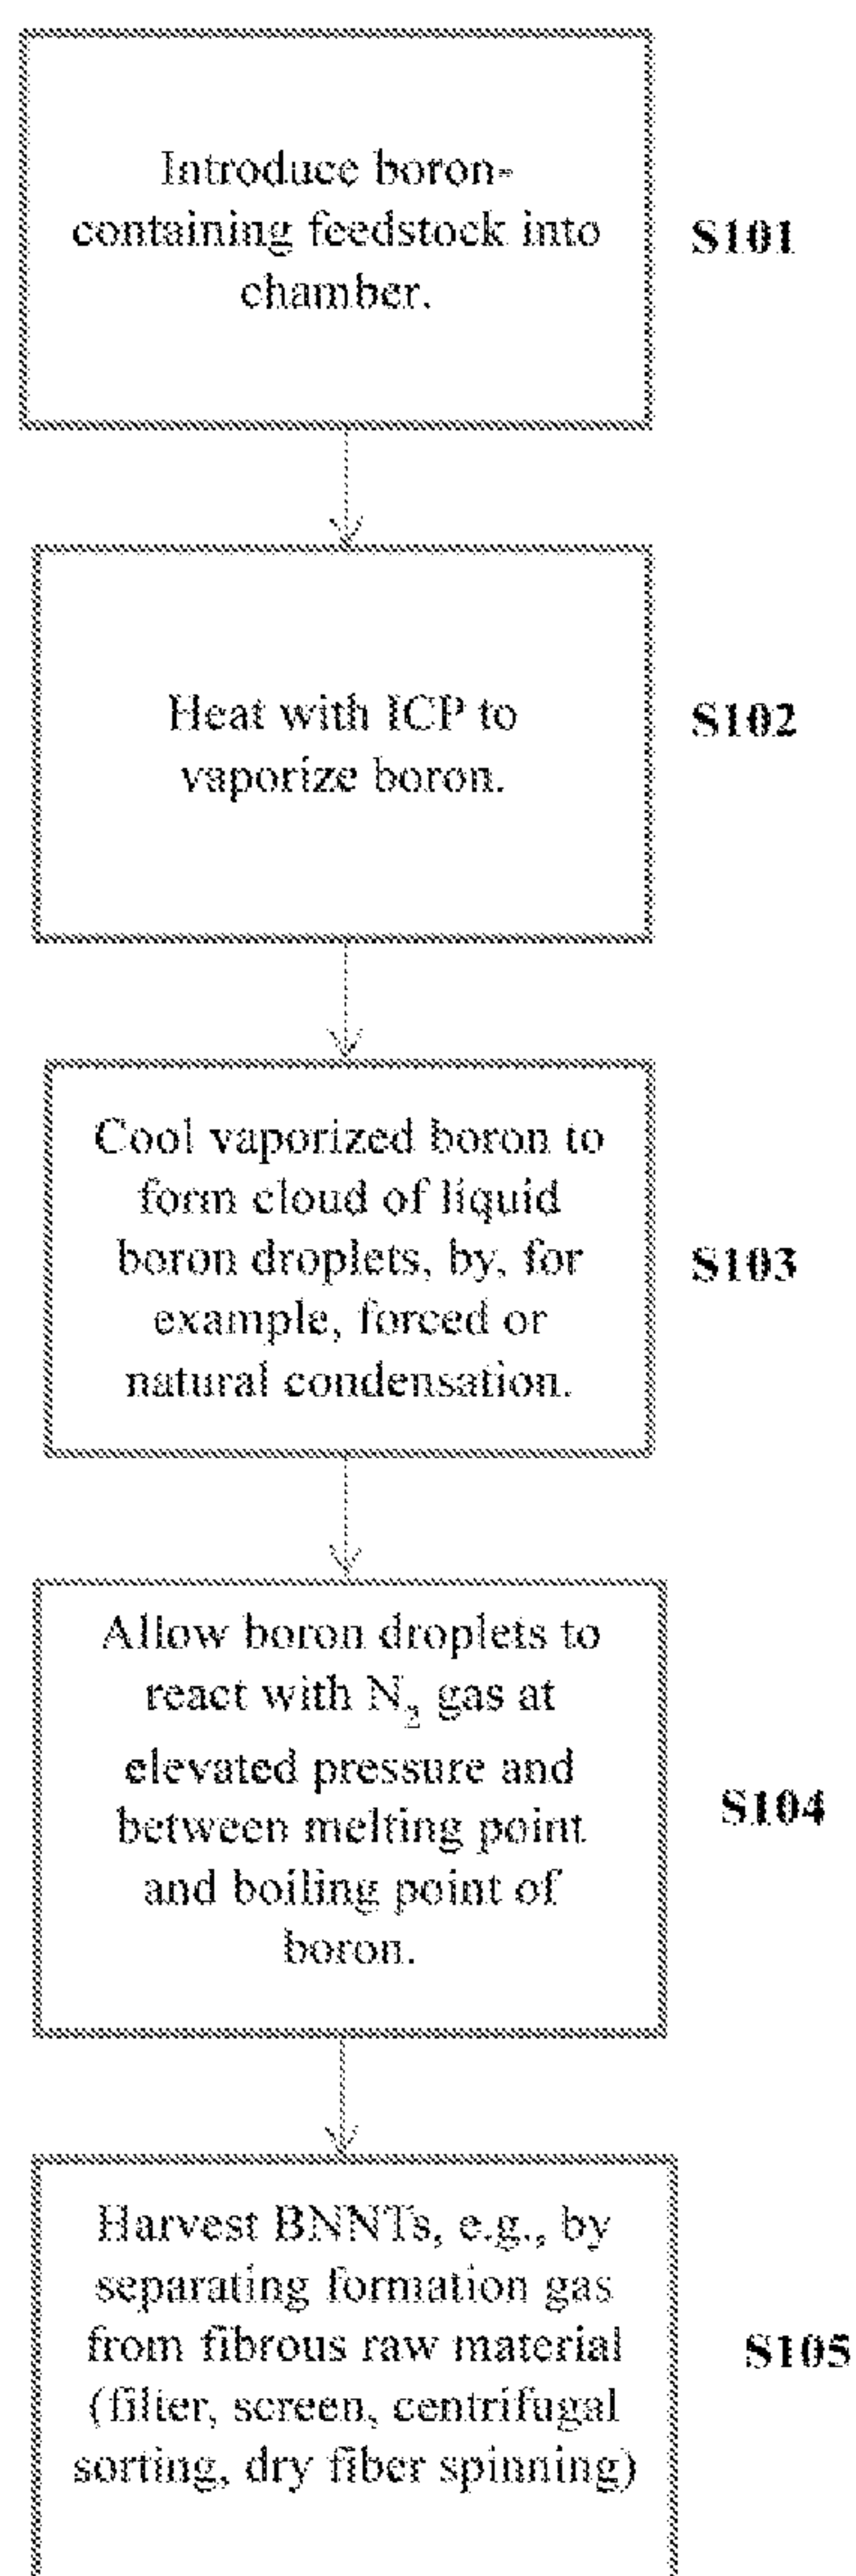 Introduce boron-
containing feedstock into
chamber.
S101
Heat with ICP to
vaporize boron.
S102
Cool vaporized boron to
form cloud of liquid
boron droplets, by, for
example, forced or
natural condensation.
S103
Allow boron droplets to
react with N₂ gas at
elevated pressure and
between melting point
and boiling point of
boron.
S104
Harvest BNNTs, e.g., by
separating formation gas
from fibrous raw material
(filter, screen, centrifugal
sorting, dry fiber spinning)
S105